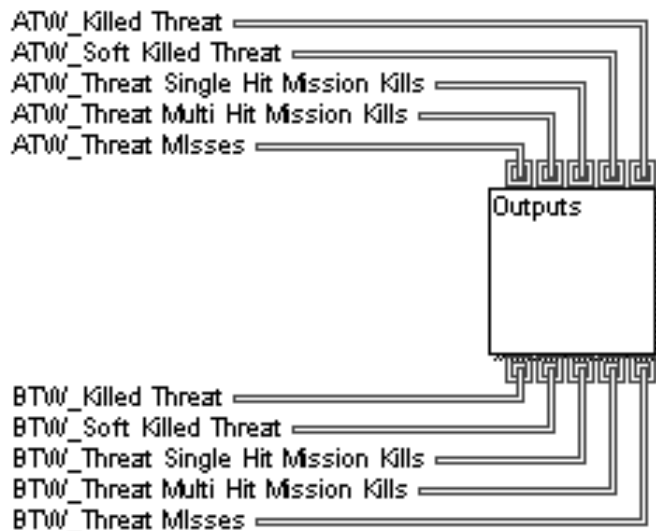 ATW_Killed Threat
ATW_Soft Killed Threat
ATW_Threat Single Hit Mission Kills
ATW_Threat Multi Hit Mission Kills
ATW_Threat MIsses
Outputs
BTW_Killed Threat
BTW_Soft Killed Threat
BTW_Threat Single Hit Mission Kills
BTW_Threat Multi Hit Mission Kills
BTW_Threat MIsses